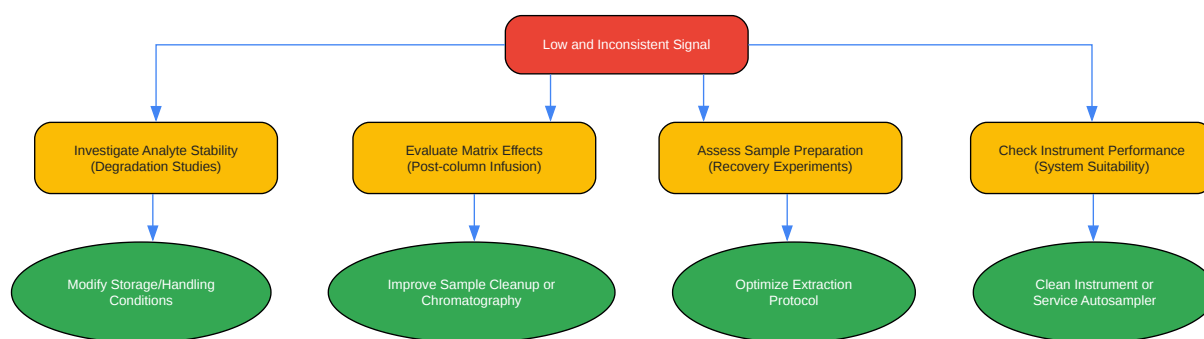 Low and Inconsistent Signal
Investigate Analyte Stability
(Degradation Studies)
Evaluate Matrix Effects
(Post-column Infusion)
Assess Sample Preparation
(Recovery Experiments)
Check Instrument Performance
(System Suitability)
Modify Storage/Handling
Conditions
Improve Sample Cleanup or
Chromatography
Optimize Extraction
Protocol
Clean Instrument or
Service Autosampler